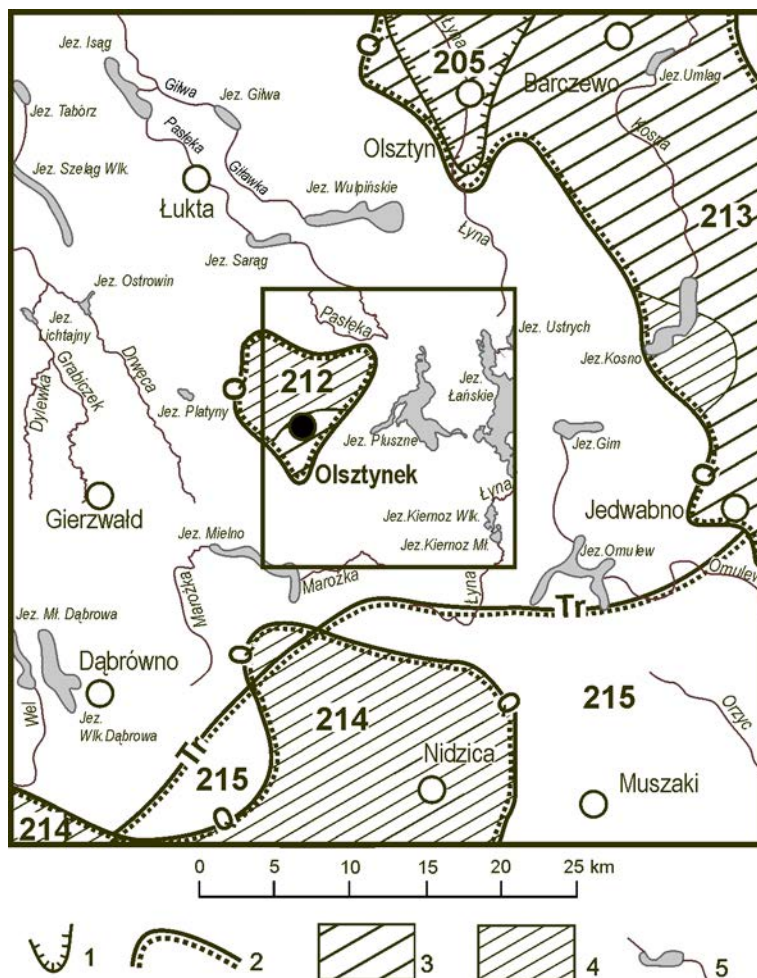 Jez. Isąg
Łyna
Q
205
Jez. Tabórz
Giłwa
Jez. Giłwa
Barczewo
Jez. Umląg
Pasłęka
Kośna
Jez. Szeląg Wlk.
Giławka
Olsztyn
Łukta
Jez. Wulpińskie
213
Jez. Sarąg
Łyna
Jez. Ostrowin
Pasłęka
Jez. Ustrych
Jez. Lichtajny
Drwęca
Jez. Kosno
Dylewka
Grabiczek
Q
212
Jez. Łańskie
Jez. Platyny
Jez. Pluszne
Jez. Gim
Olsztynek
Q
Gierzwałd
Łyna
Jedwabno
Jez. Kiernoz Wlk.
Jez. Mielno
Jez. Kiernoz Mł.
Jez. Omulew
Marózka
Marózka
Łyna
Omulew
Tr
Jez. Mł. Dąbrowa
Q
Dąbrówno
215
Wel
Jez. Wlk. Dąbrowa
214
Q
Orzyc
Tr
Nidzica
215
Muszaki
Q
214
0 5 10 15 20 25 km
1 2 3 4 5